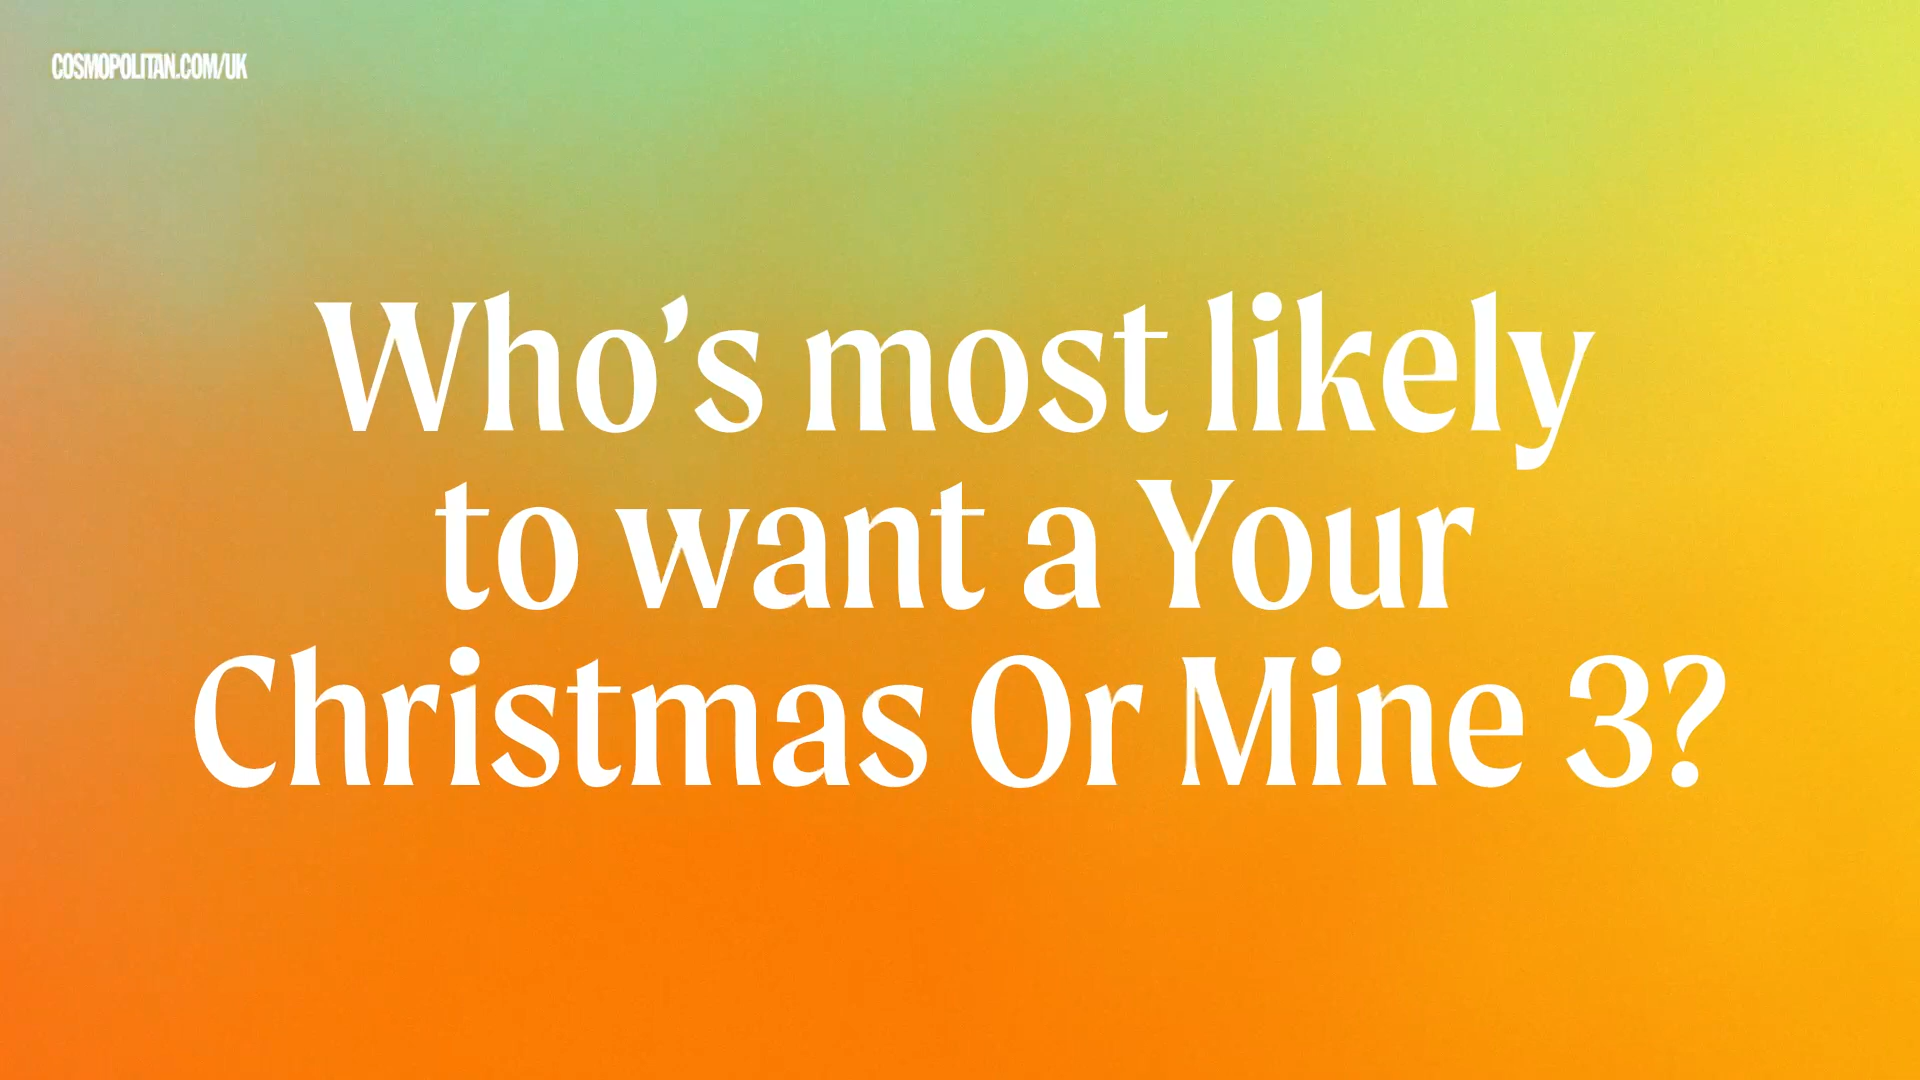 COSMOPOLITAN.COM/UK
Who’s most likely
to want a Your
Christmas Or Mine 3?